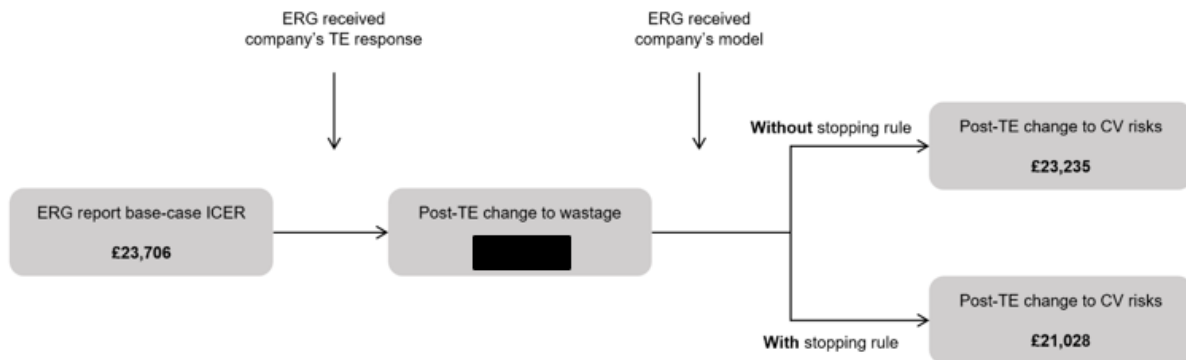 ERG received
company's TE response
ERG received
company's model
Without stopping rule
Post-TE change to CV risks
£23,235
ERG report base-case ICER
£23,706
Post-TE change to wastage
With stopping rule
Post-TE change to CV risks
£21,028